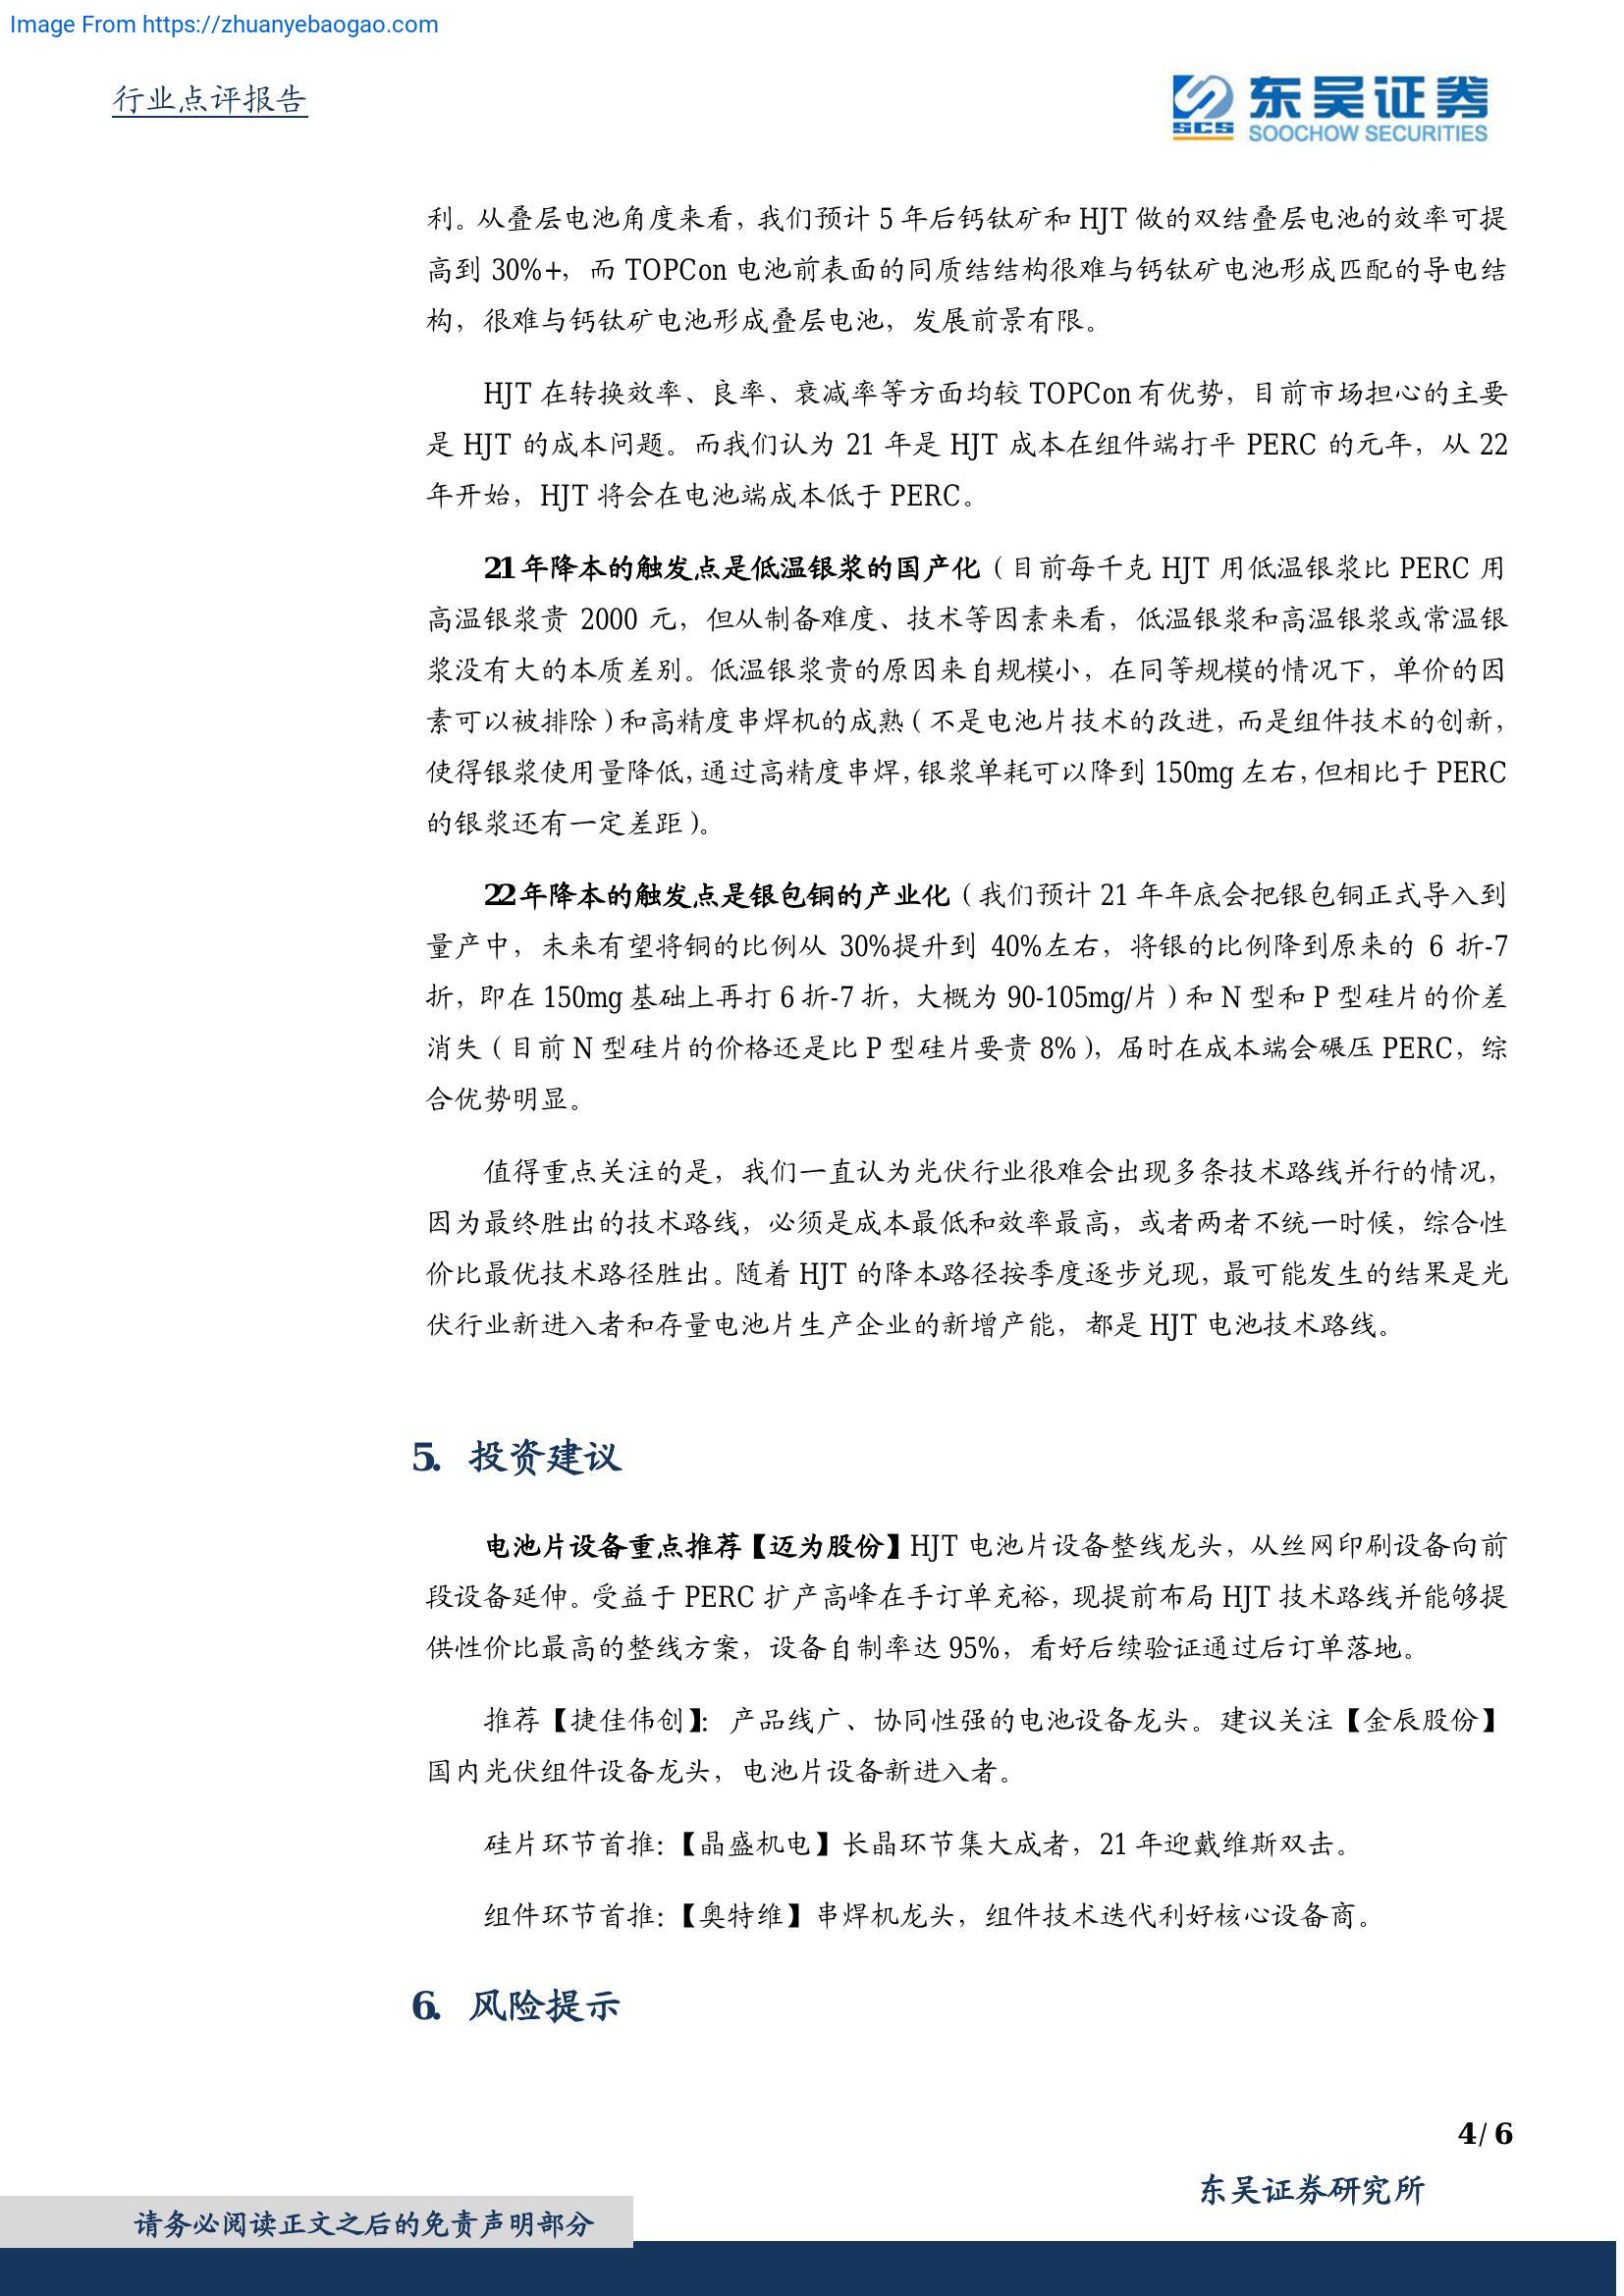 Image From https://zhuanyebaogao.com
行业点评报告
东吴证券
SCS
SOOCHOW SECURITIES
利。从叠层电池角度来看，我们预计 5 年后钙钛矿和 HJT 做的双结叠层电池的效率可提
高到 30%+，而 TOPCon 电池前表面的同质结结构很难与钙钛矿电池形成匹配的导电结
构，很难与钙钛矿电池形成叠层电池，发展前景有限。
HJT 在转换效率、良率、衰减率等方面均较 TOPCon 有优势，目前市场担心的主要
是 HJT 的成本问题。而我们认为 21 年是 HJT 成本在组件端打平 PERC 的元年，从 22
年开始，HJT 将会在电池端成本低于 PERC。
21 年降本的触发点是低温银浆的国产化（目前每千克 HJT 用低温银浆比 PERC 用
高温银浆贵 2000 元，但从制备难度、技术等因素来看，低温银浆和高温银浆或常温银
浆没有大的本质差别。低温银浆贵的原因来自规模小，在同等规模的情况下，单价的因
素可以被排除）和高精度串焊机的成熟（不是电池片技术的改进，而是组件技术的创新，
使得银浆使用量降低，通过高精度串焊，银浆单耗可以降到 150mg 左右，但相比于 PERC
的银浆还有一定差距）。
22 年降本的触发点是银包铜的产业化（我们预计 21 年年底会把银包铜正式导入到
量产中，未来有望将铜的比例从 30%提升到 40%左右，将银的比例降到原来的 6 折-7
折，即在 150mg 基础上再打 6 折-7 折，大概为 90-105mg/片）和 N 型和 P 型硅片的价差
消失（目前 N 型硅片的价格还是比 P 型硅片要贵 8%），届时在成本端会碾压 PERC，综
合优势明显。
值得重点关注的是，我们一直认为光伏行业很难会出现多条技术路线并行的情况，
因为最终胜出的技术路线，必须是成本最低和效率最高，或者两者不统一时候，综合性
价比最优技术路径胜出。随着 HJT 的降本路径按季度逐步兑现，最可能发生的结果是光
伏行业新进入者和存量电池片生产企业的新增产能，都是 HJT 电池技术路线。
5. 投资建议
电池片设备重点推荐【迈为股份】HJT 电池片设备整线龙头，从丝网印刷设备向前
段设备延伸。受益于 PERC 扩产高峰在手订单充裕，现提前布局 HJT 技术路线并能够提
供性价比最高的整线方案，设备自制率达 95%，看好后续验证通过后订单落地。
推荐【捷佳伟创】：产品线广、协同性强的电池设备龙头。建议关注【金辰股份】
国内光伏组件设备龙头，电池片设备新进入者。
硅片环节首推：【晶盛机电】长晶环节集大成者，21 年迎戴维斯双击。
组件环节首推：【奥特维】串焊机龙头，组件技术迭代利好核心设备商。
6. 风险提示
4 / 6
东吴证券研究所
请务必阅读正文之后的免责声明部分